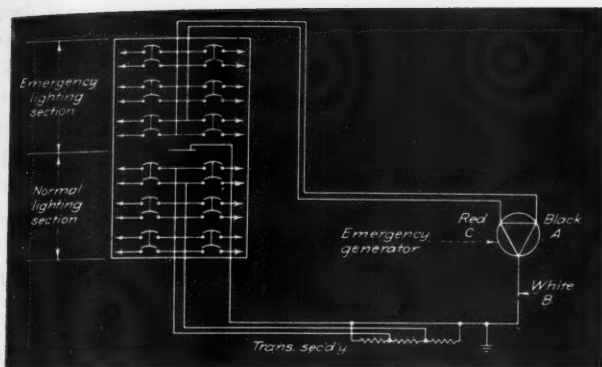 Emergency
lighting
section
Normal
lighting
section
Red
C
Black
A
Emergency
generator
White
B
Trans. sec'd'y